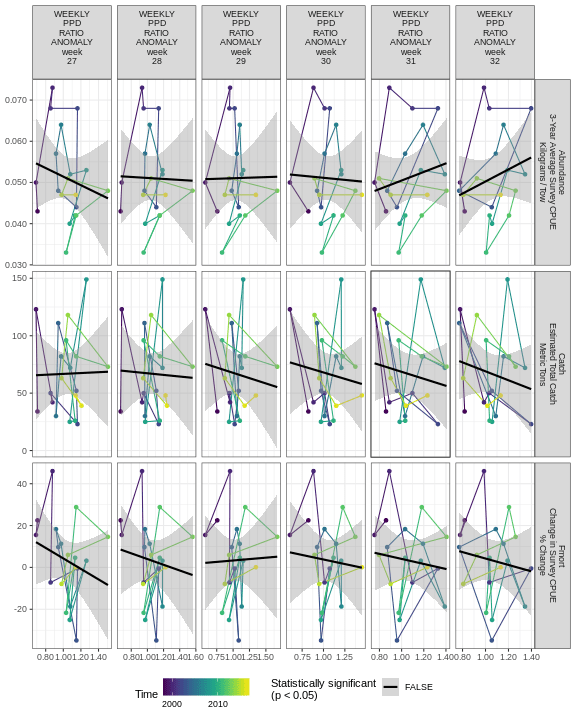 WEEKLY
PPD
RATIO
ANOMALY
week
27
WEEKLY
PPD
RATIO
ANOMALY
week
28
WEEKLY
PPD
RATIO
ANOMALY
week
29
WEEKLY
PPD
RATIO
ANOMALY
week
30
WEEKLY
PPD
RATIO
ANOMALY
week
31
WEEKLY
PPD
RATIO
ANOMALY
week
32
0.070
0.060
0.050
0.040
0.030
Abundance
3-Year Average Survey CPUE
Kilograms / Tow
150
100
50
0
Catch
Estimated Total Catch
Metric Tons
40
20
0
-20
Fmort
Change in Survey CPUE
% Change
0.80 1.00 1.20 1.40
0.80 1.00 1.20 1.40 1.60
0.75 1.00 1.25 1.50
0.75 1.00 1.25
0.80 1.00 1.20 1.40
0.80 1.00 1.20 1.40
Time
2000 2010
Statistically significant
(p < 0.05)
FALSE